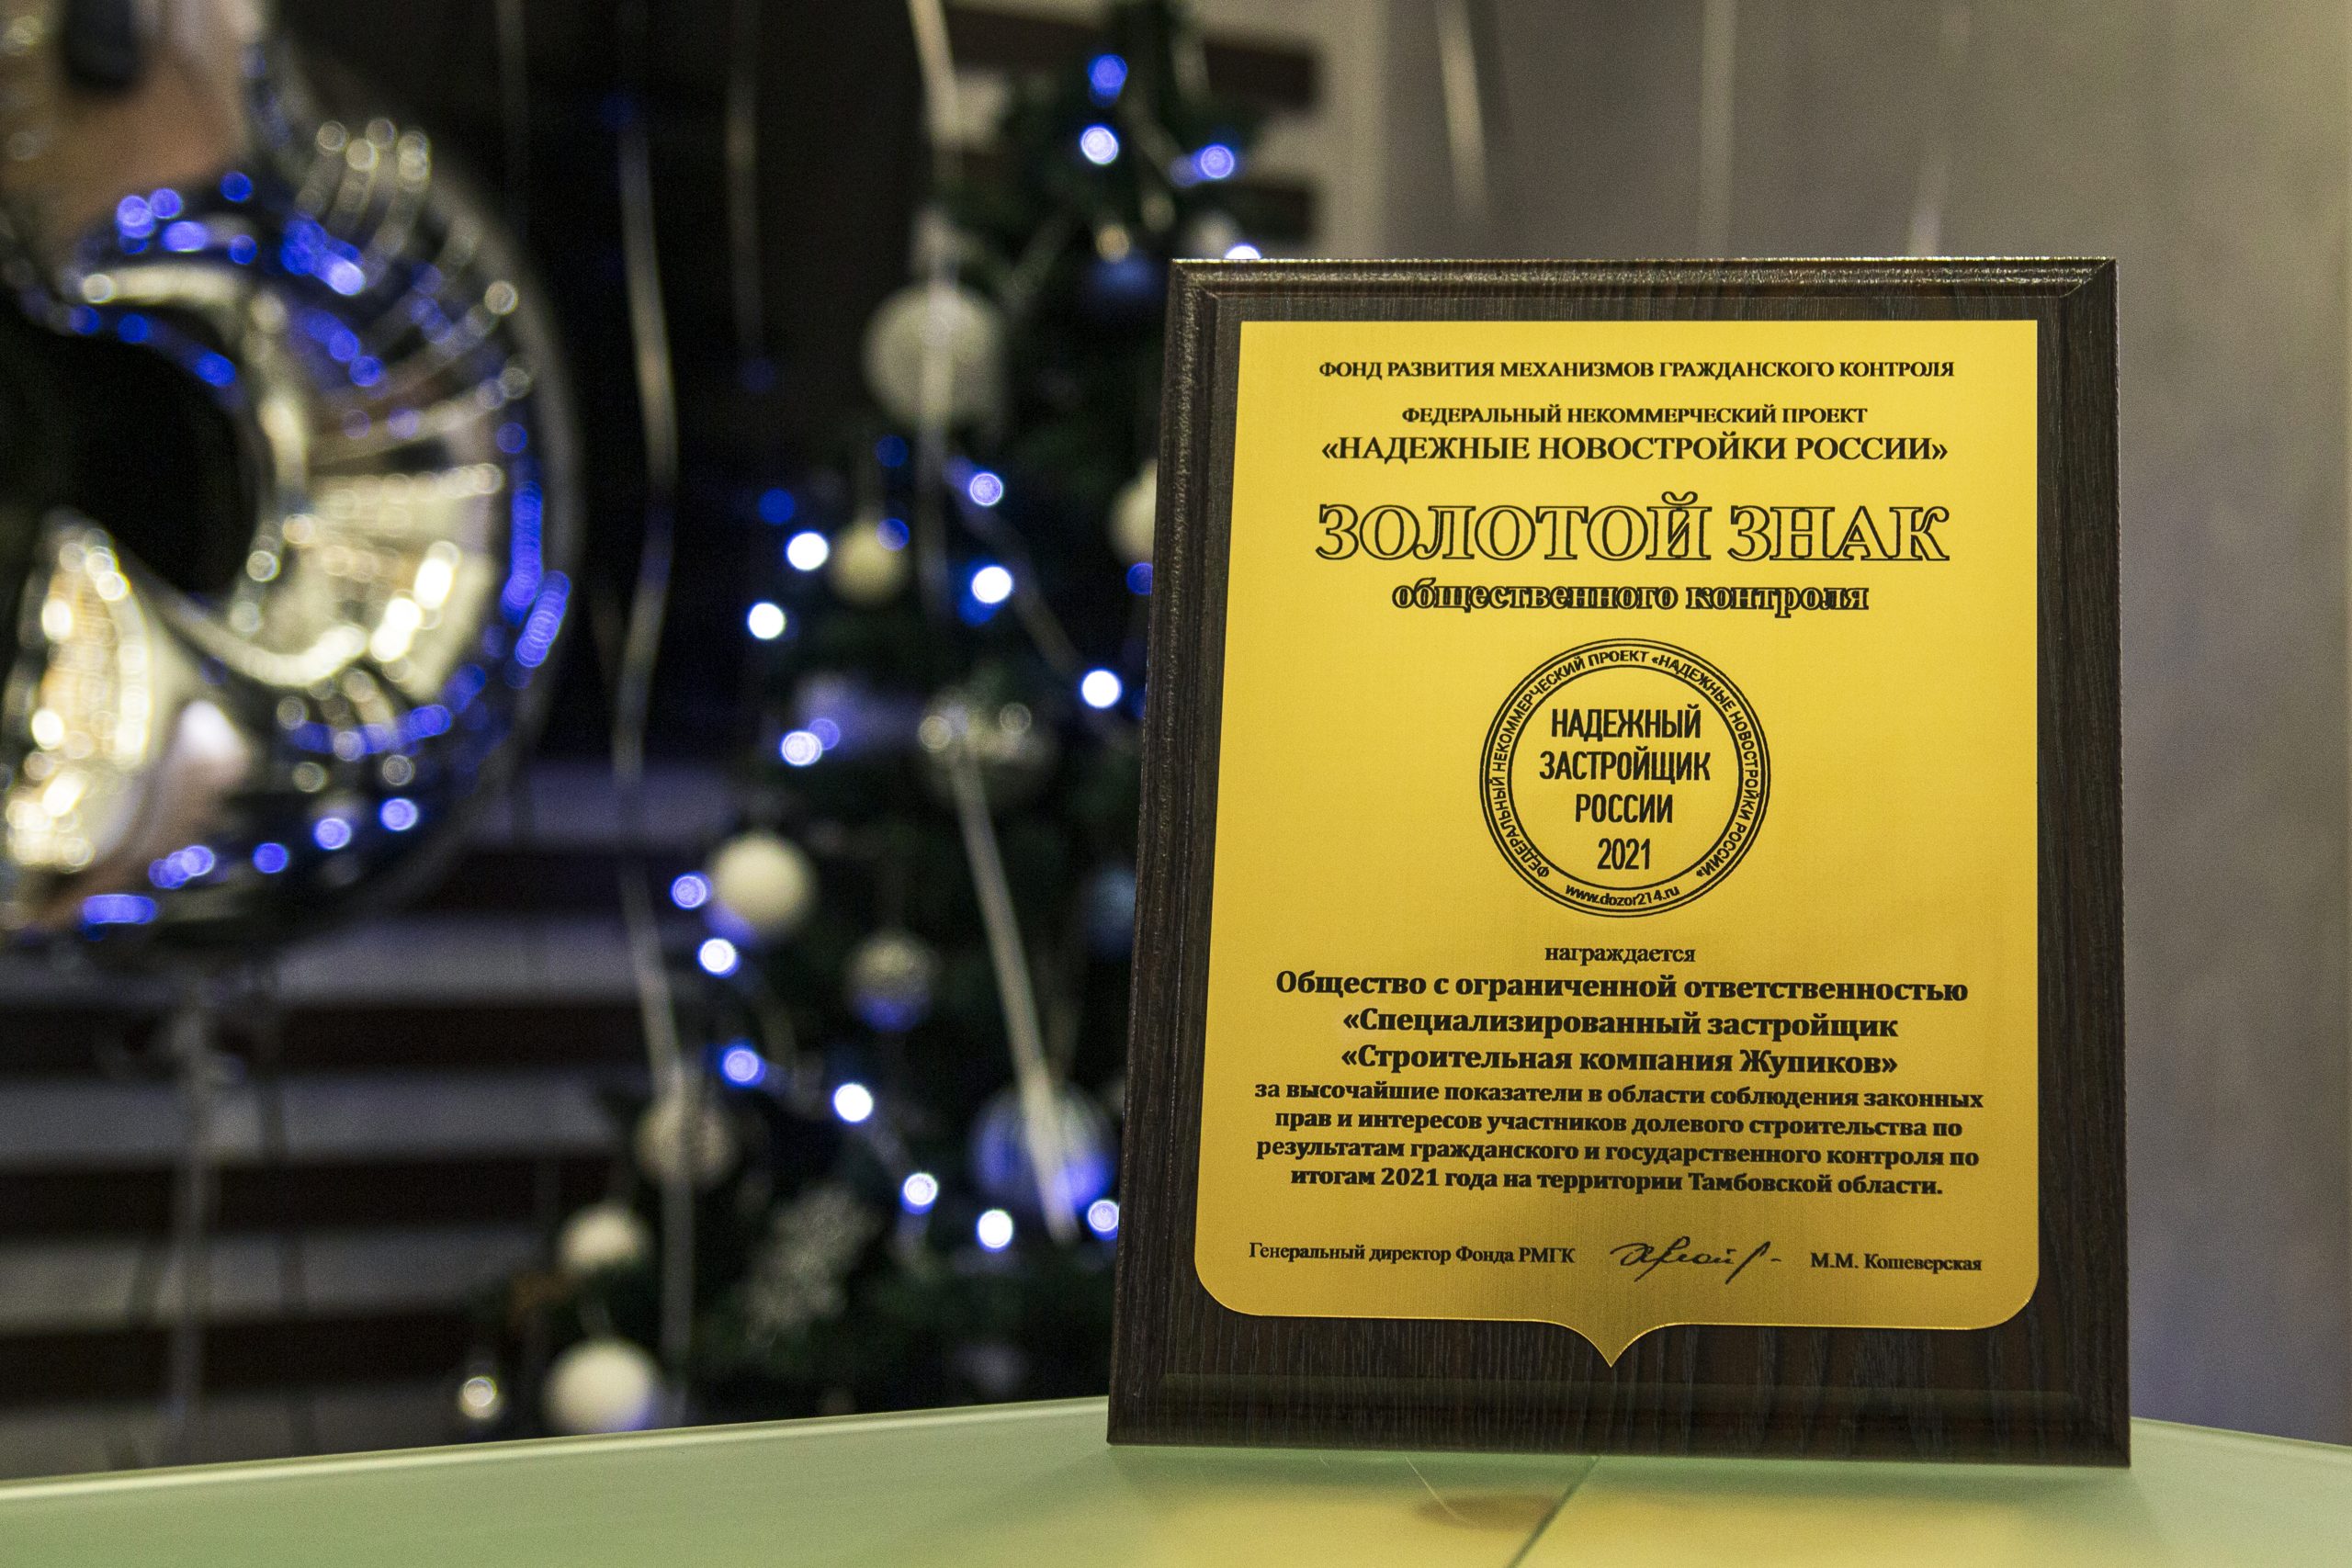 ФОНД РАЗВИТИЯ МЕХАНИЗМОВ ГРАЖДАНСКОГО КОНТРОЛЯ
ФЕДЕРАЛЬНЫЙ НЕКОММЕРЧЕСКИЙ ПРОЕКТ
«НАДЕЖНЫЕ НОВОСТРОЙКИ РОССИИ»
ЗОЛОТОЙ ЗНАК
общественного контроля
ФЕДЕРАЛЬНЫЙ НЕКОММЕРЧЕСКИЙ ПРОЕКТ «НАДЕЖНЫЕ НОВОСТРОЙКИ РОССИИ»
НАДЕЖНЫЙ
ЗАСТРОЙЩИК
РОССИИ
2021
www.dozor214.ru
награждается
Общество с ограниченной ответственностью
«Специализированный застройщик
«Строительная компания Жупиков»
за высочайшие показатели в области соблюдения законных
прав и интересов участников долевого строительства по
результатам гражданского и государственного контроля по
итогам 2021 года на территории Тамбовской области.
Генеральный директор Фонда РМГК М.М. Кошеверская